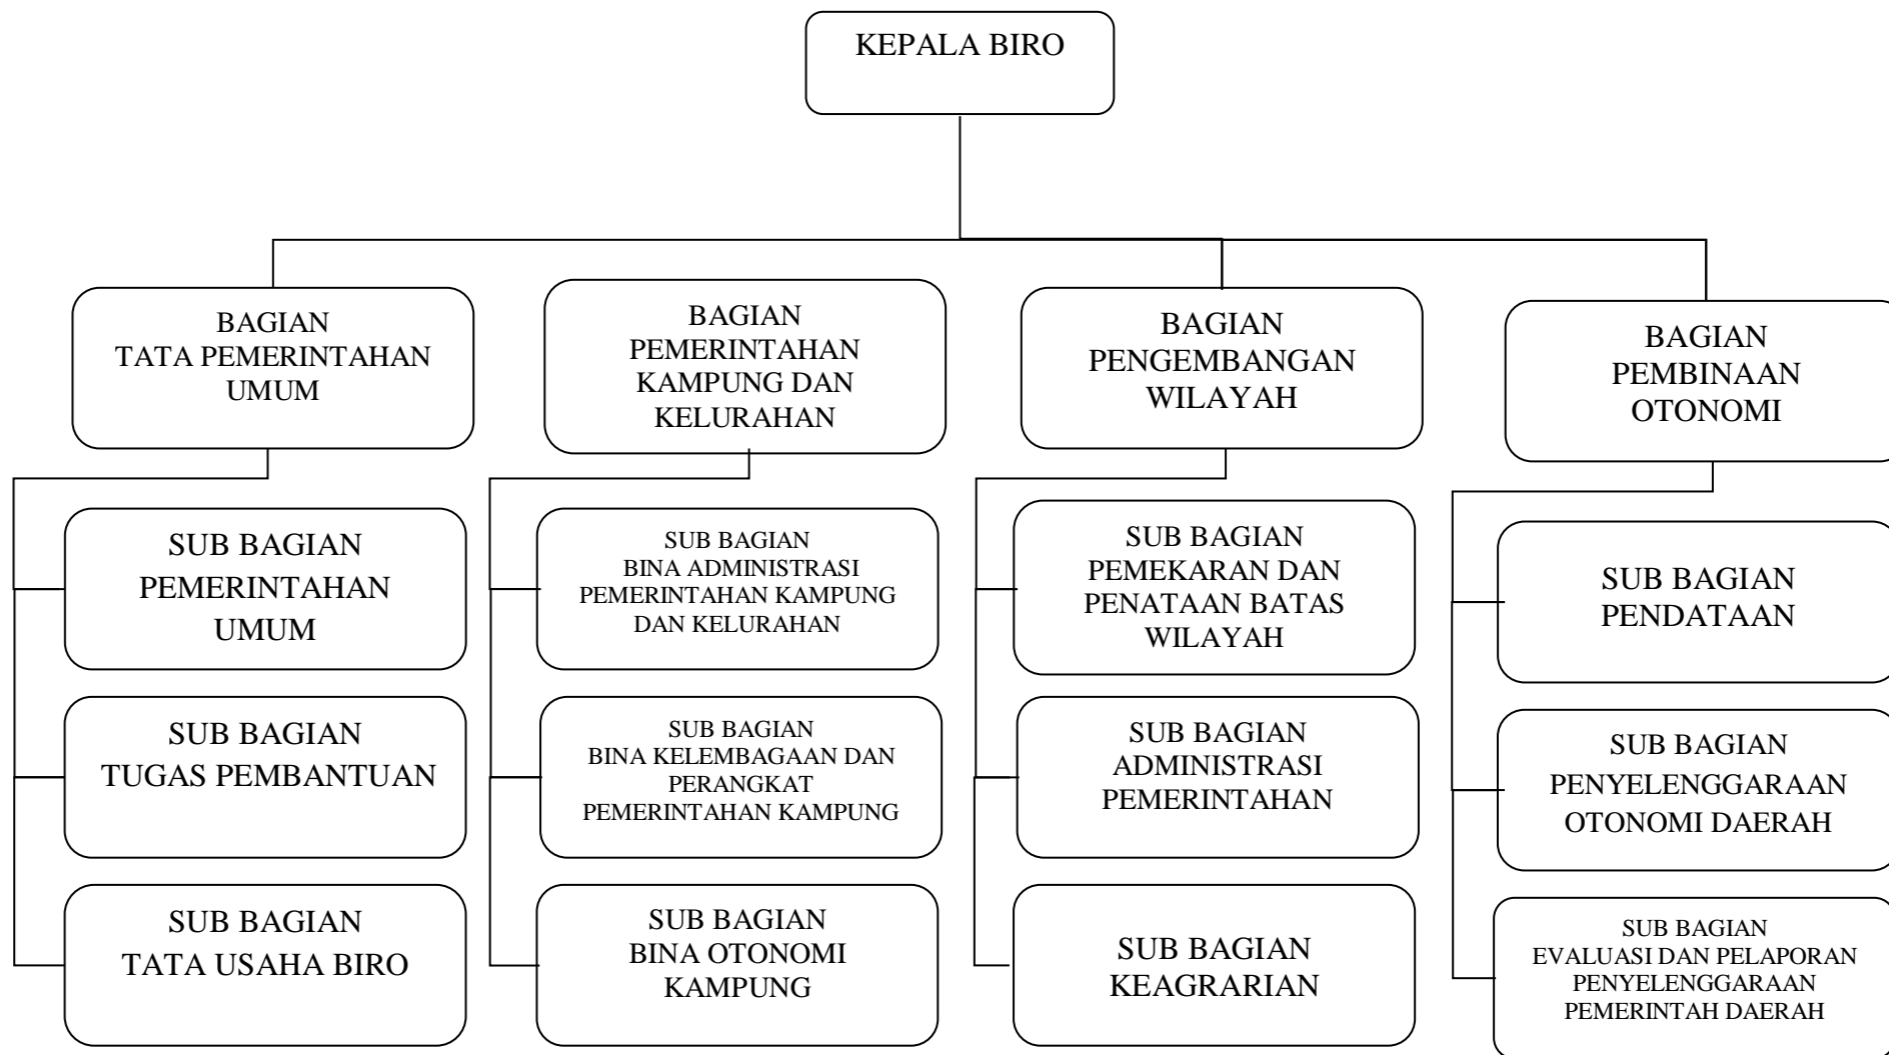 KEPALA BIRO
BAGIAN
TATA PEMERINTAHAN
UMUM
BAGIAN
PEMERINTAHAN
KAMPUNG DAN
KELURAHAN
BAGIAN
PENGEMBANGAN
WILAYAH
BAGIAN
PEMBINAAN
OTONOMI
SUB BAGIAN
PEMERINTAHAN
UMUM
SUB BAGIAN
BINA ADMINISTRASI
PEMERINTAHAN KAMPUNG
DAN KELURAHAN
SUB BAGIAN
PEMEKARAN DAN
PENATAAN BATAS
WILAYAH
SUB BAGIAN
PENDATAAN
SUB BAGIAN
TUGAS PEMBANTUAN
SUB BAGIAN
BINA KELEMBAGAAN DAN
PERANGKAT
PEMERINTAHAN KAMPUNG
SUB BAGIAN
ADMINISTRASI
PEMERINTAHAN
SUB BAGIAN
PENYELENGGARAAN
OTONOMI DAERAH
SUB BAGIAN
TATA USAHA BIRO
SUB BAGIAN
BINA OTONOMI
KAMPUNG
SUB BAGIAN
KEAGRARIAN
SUB BAGIAN
EVALUASI DAN PELAPORAN
PENYELENGGARAAN
PEMERINTAH DAERAH